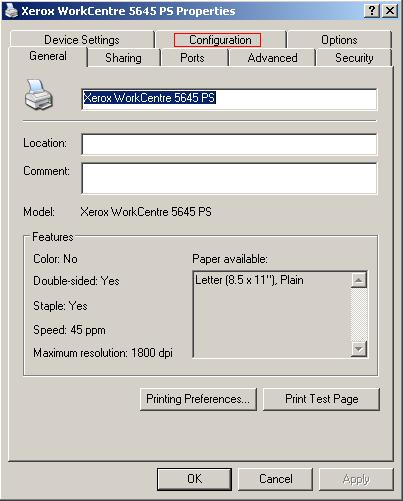 Xerox WorkCentre 5645 PS Properties
Device Settings Configuration Options
General Sharing Ports Advanced Security
Xerox WorkCentre 5645 PS
Location:
Comment:
Model: Xerox WorkCentre 5645 PS
Features
Color: No Paper available:
Double-sided: Yes Letter (8.5 x 11"), Plain
Staple: Yes
Speed: 45 ppm
Maximum resolution: 1800 dpi
Printing Preferences... Print Test Page
OK Cancel Apply